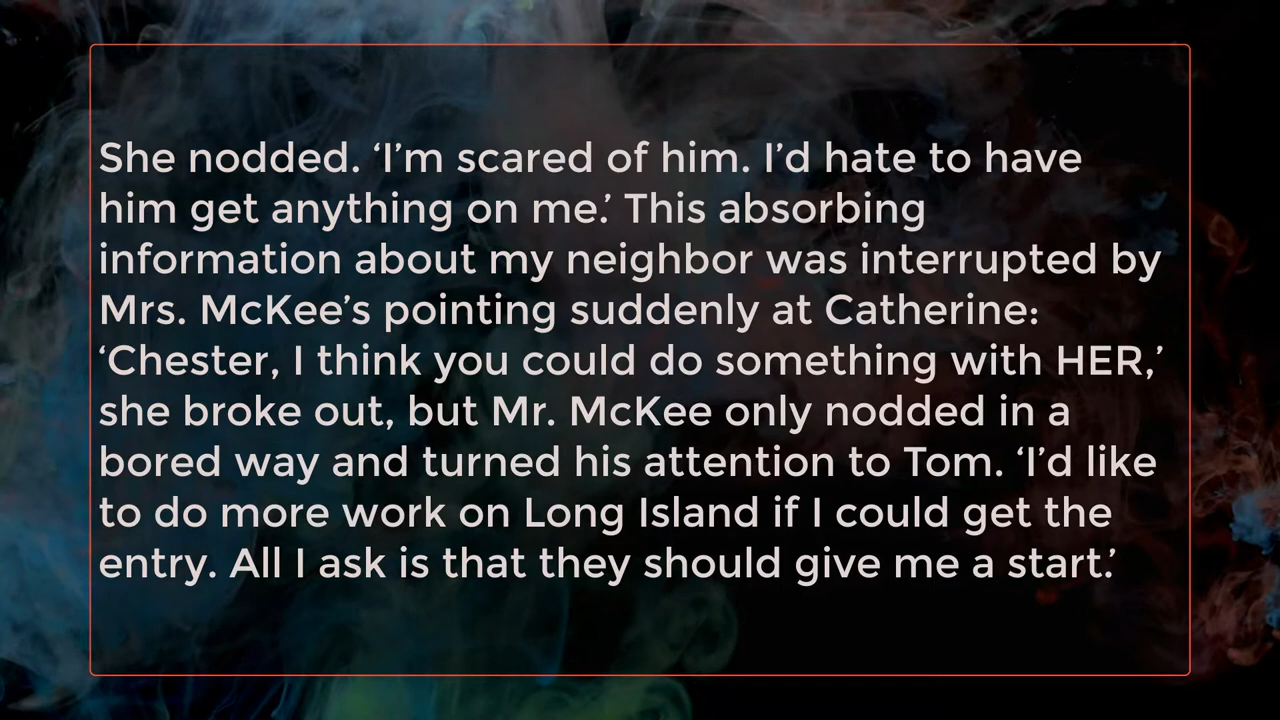 She nodded. ‘I’m scared of him. I’d hate to have
him get anything on me.’ This absorbing
information about my neighbor was interrupted by
Mrs. McKee’s pointing suddenly at Catherine:
‘Chester, I think you could do something with HER,’
she broke out, but Mr. McKee only nodded in a
bored way and turned his attention to Tom. ‘I’d like
to do more work on Long Island if I could get the
entry. All I ask is that they should give me a start.’